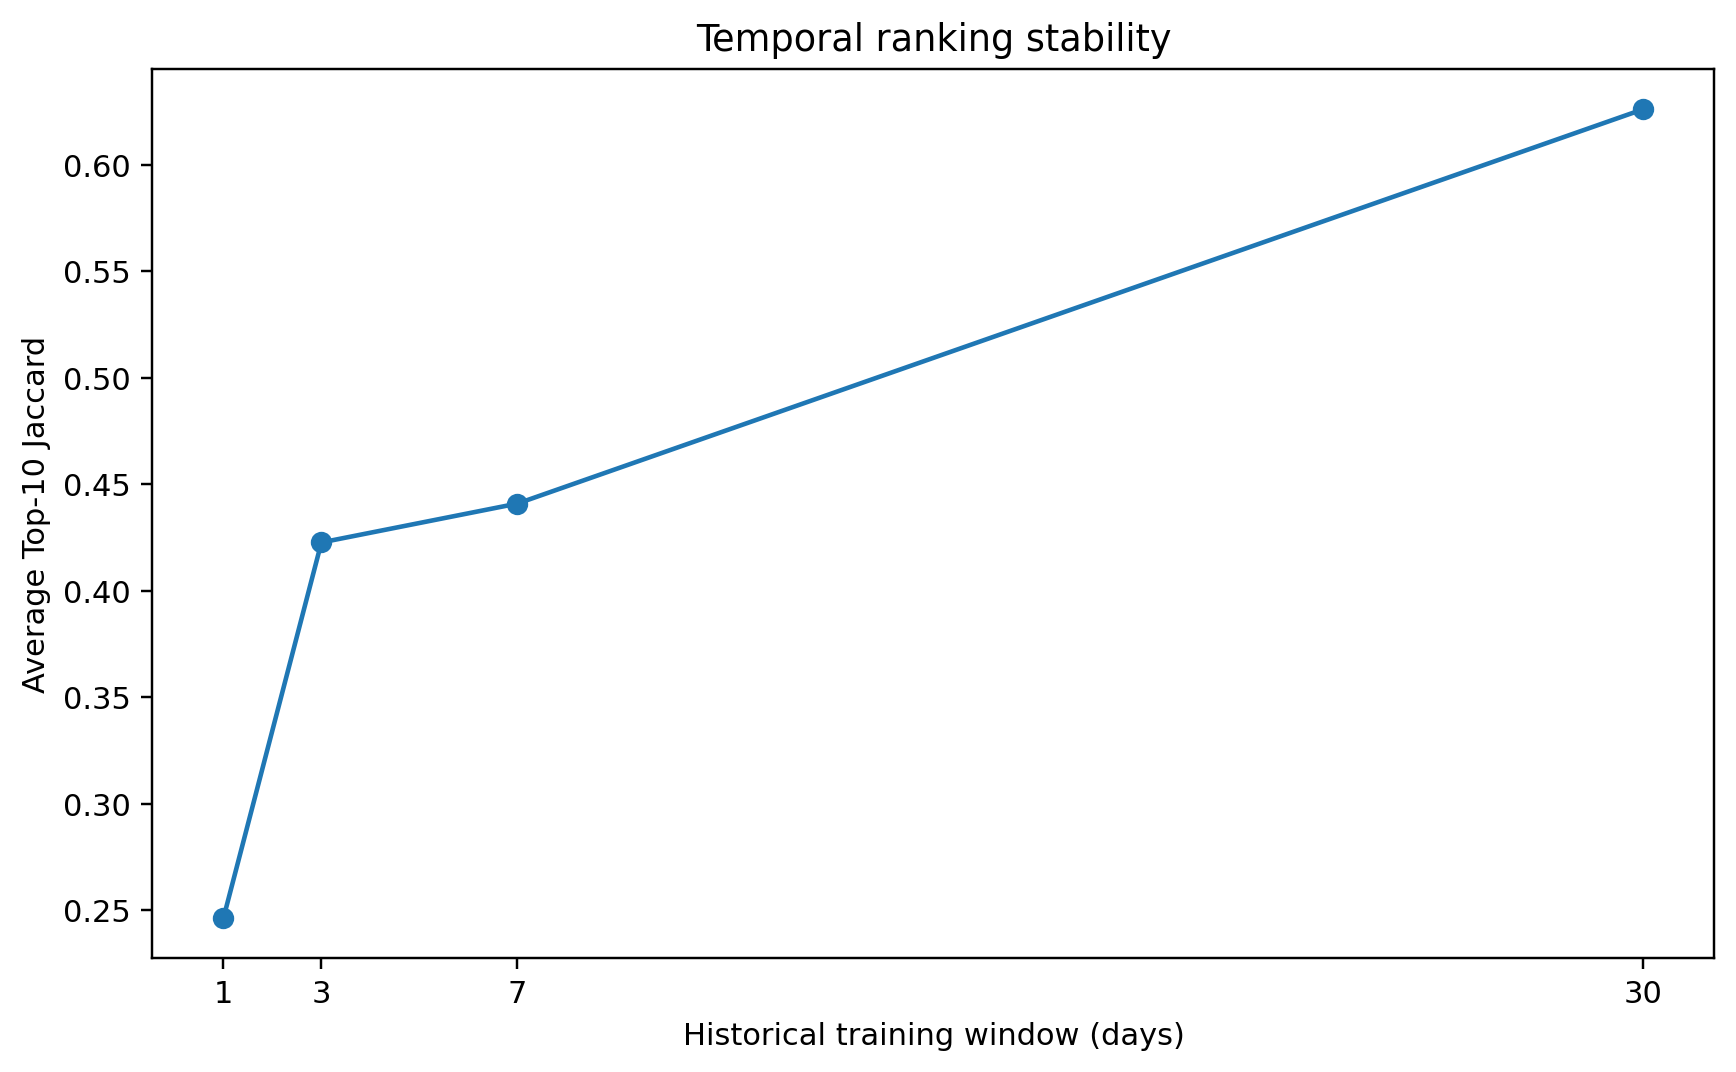 Temporal ranking stability
Average Top-10 Jaccard
0.60
0.55
0.50
0.45
0.40
0.35
0.30
0.25
1 3 7 30
Historical training window (days)